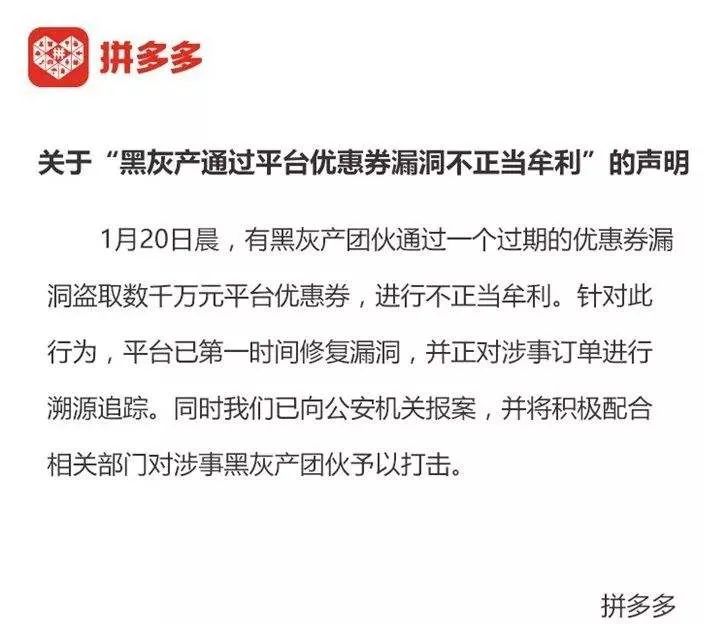 拼
拼多多
关于“黑灰产通过平台优惠券漏洞不正当牟利”的声明
1月20日晨，有黑灰产团伙通过一个过期的优惠券漏
洞盗取数千万元平台优惠券，进行不正当牟利。针对此
行为，平台已第一时间修复漏洞，并正对涉事订单进行
溯源追踪。同时我们已向公安机关报案，并将积极配合
相关部门对涉事黑灰产团伙予以打击。
拼多多